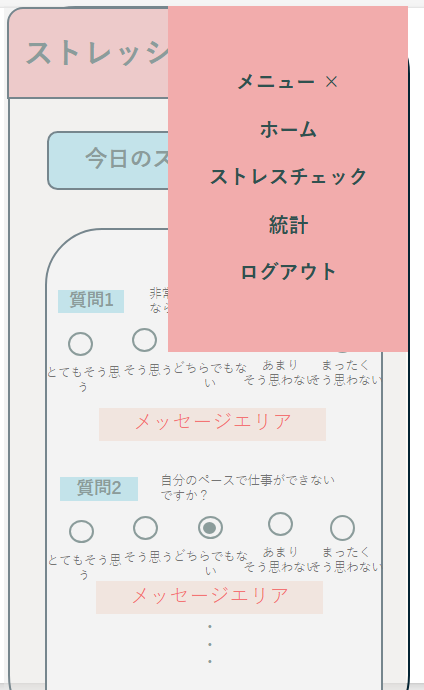 ストレッシ
メニュー ×
ホーム
ストレスチェック
統計
ログアウト
今日のス
質問1
非常
なら
とてもそう思
う
そう思う
どちらでもな
い
あまり
そう思わない
まったく
そう思わない
メッセージエリア
質問2
自分のペースで仕事ができない
ですか？
とてもそう思
う
そう思う
どちらでもな
い
あまり
そう思わない
まったく
そう思わない
メッセージエリア